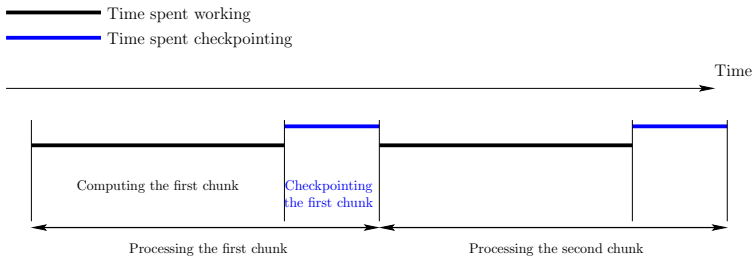 Time spent working
Time spent checkpointing
Time
Computing the first chunk
Checkpointing
the first chunk
Processing the first chunk
Processing the second chunk